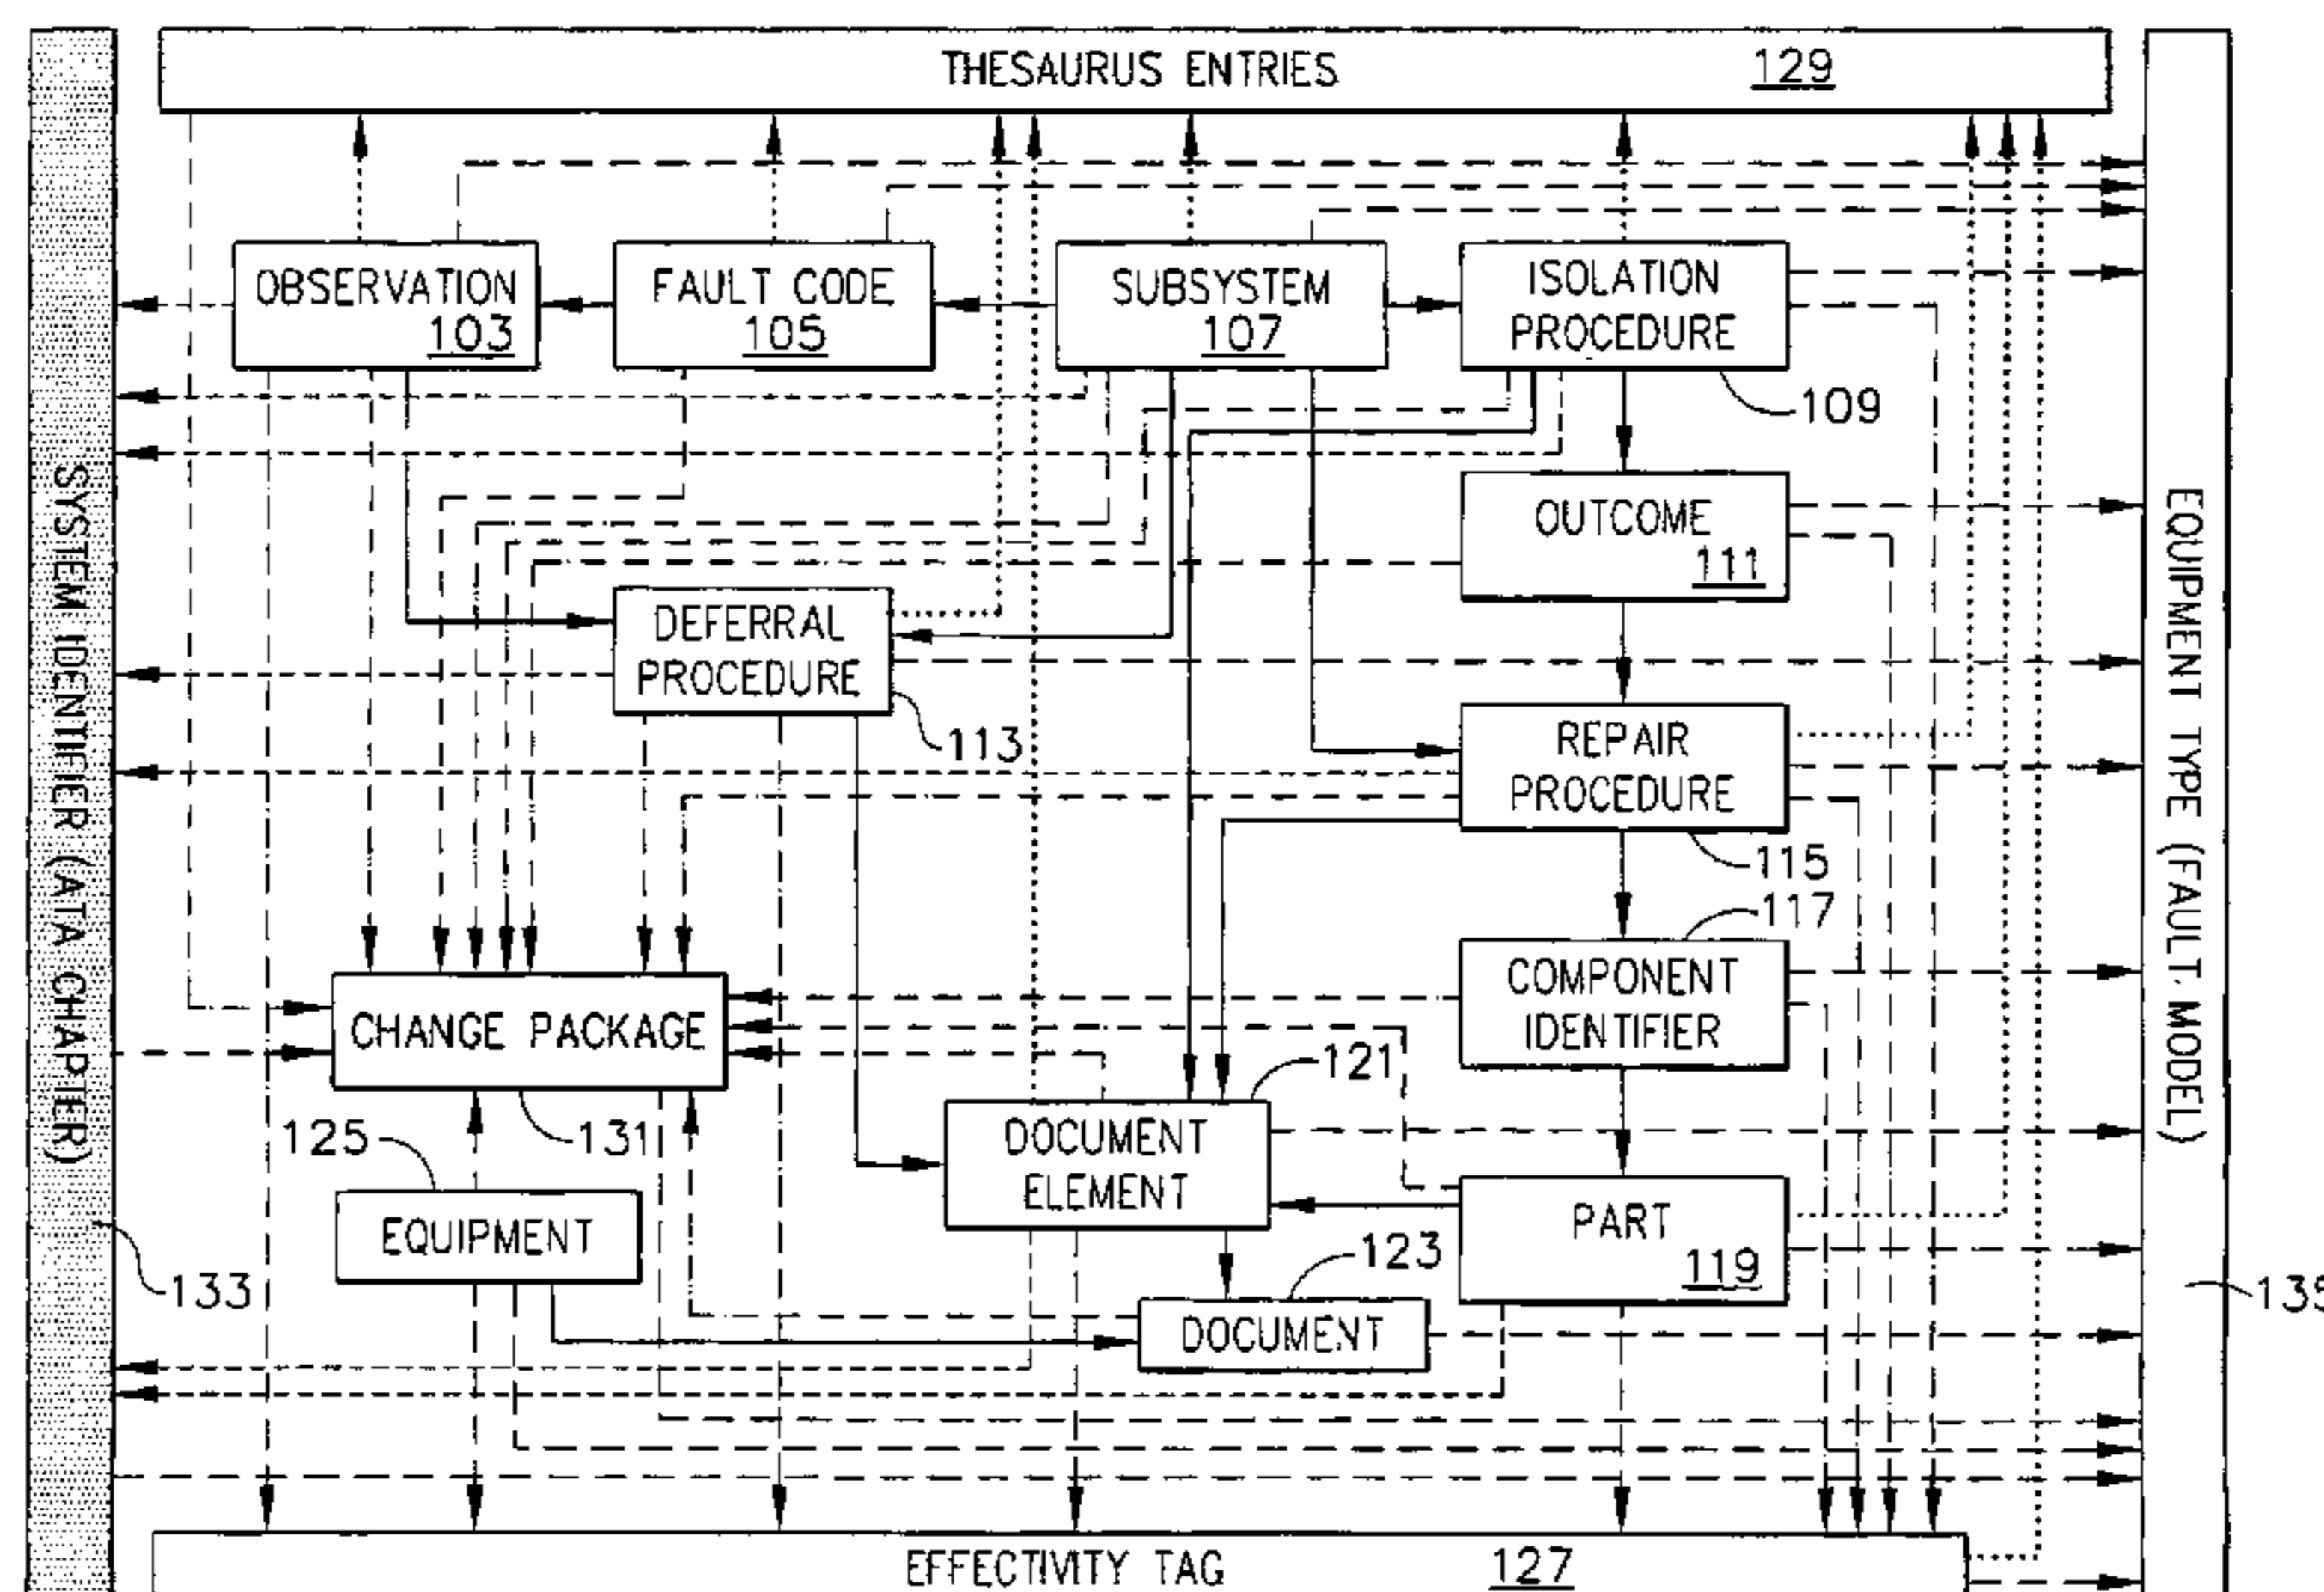 THESAURUS ENTRIES 129
OBSERVATION
103
FAULT CODE
105
SUBSYSTEM
107
ISOLATION
PROCEDURE
109
OUTCOME
111
DEFERRAL
PROCEDURE
113
REPAIR
PROCEDURE
115
117
COMPONENT
IDENTIFIER
CHANGE PACKAGE
131
121
DOCUMENT
ELEMENT
125
EQUIPMENT
PART
119
123
DOCUMENT
133
135
SYSTEM IDENTIFIER (ATA CHAPTER)
EQUIPMENT TYPE (FAULT MODEL)
EFFECTIVITY TAG 127